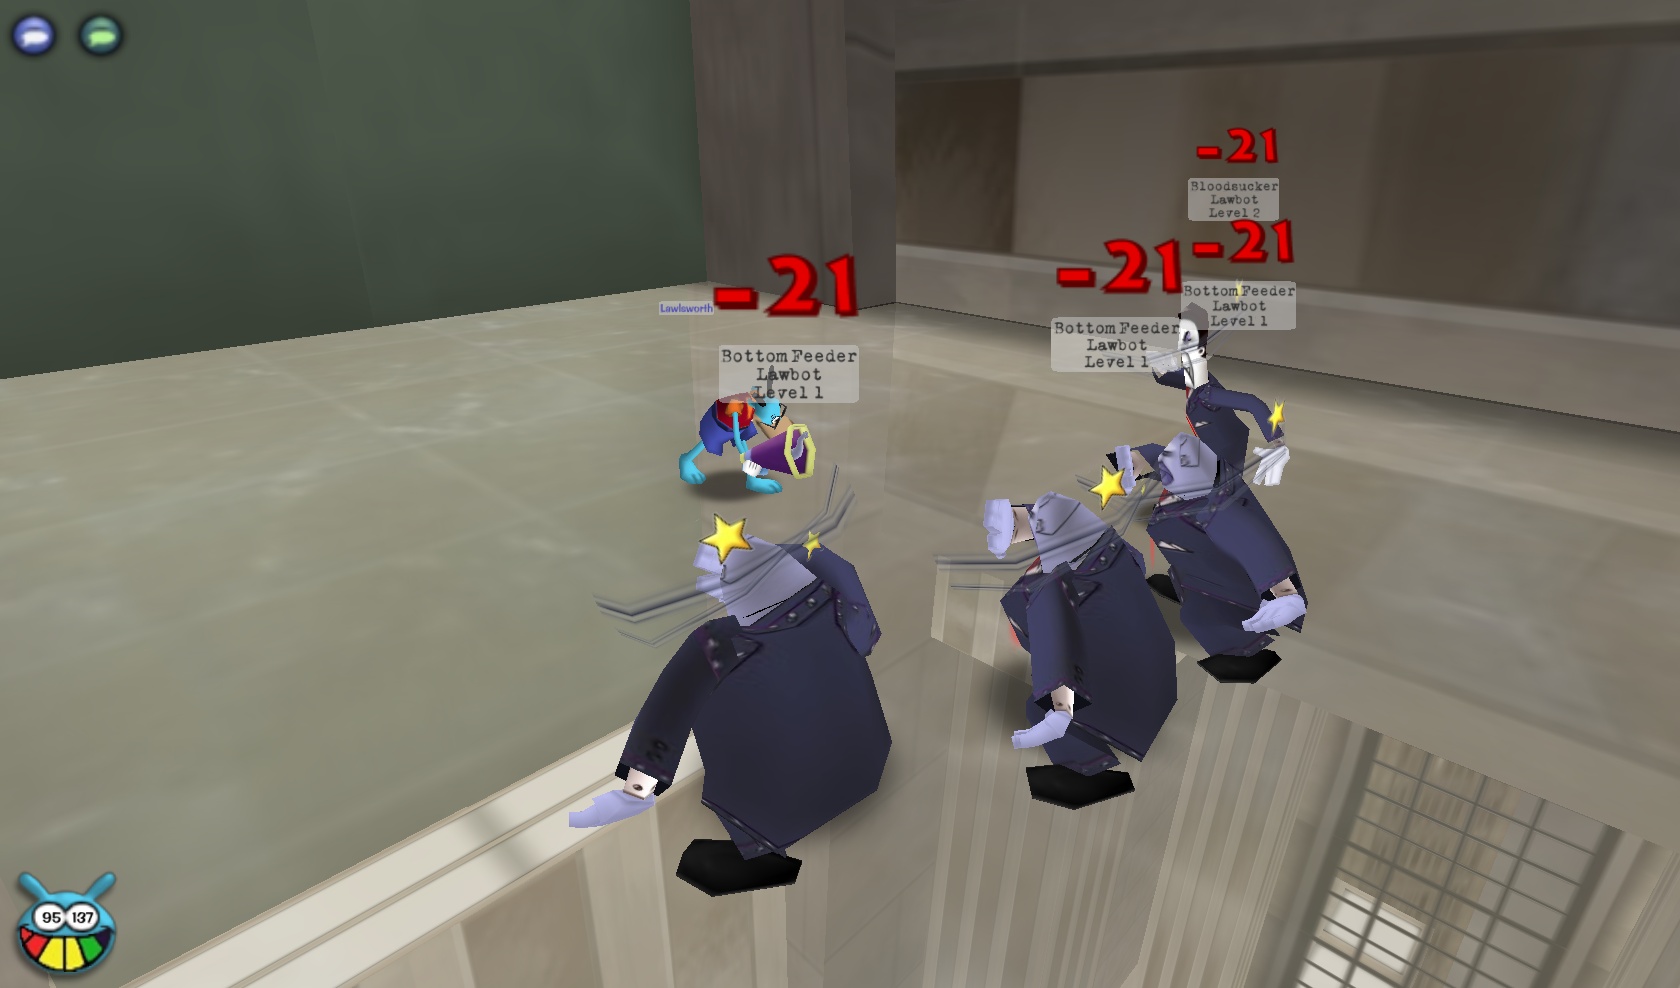 -21
Bloodsucker
Lawbot
Level 2
-21
-21
Bottom Feeder
Lawbot
Level 1
Lawlsworth
-21
Bottom Feeder
Lawbot
Level 1
Bottom Feeder
Lawbot
Level 1
95 137